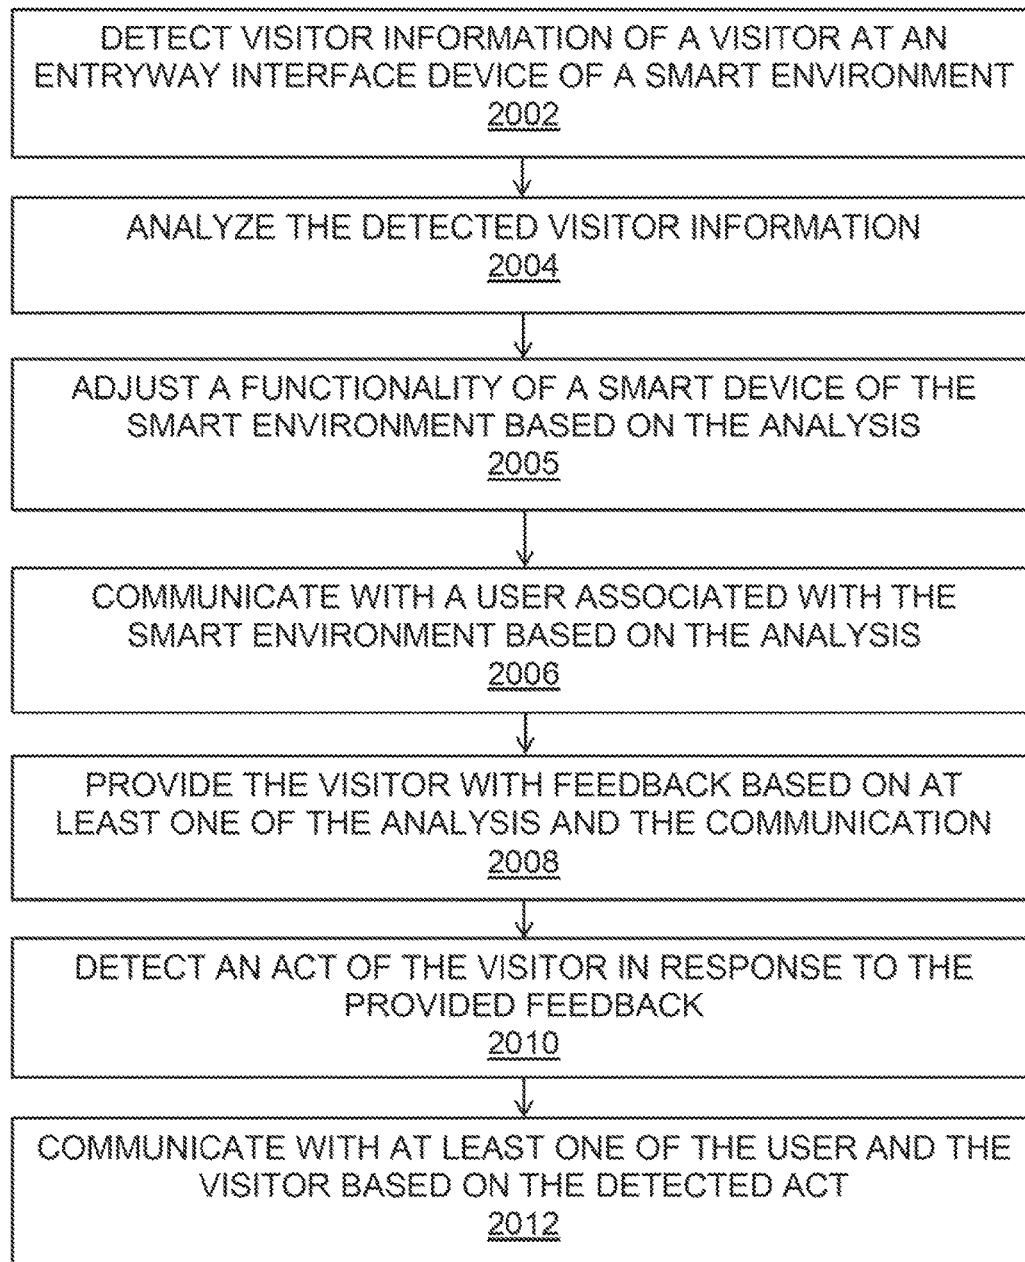 DETECT VISITOR INFORMATION OF A VISITOR AT AN
ENTRYWAY INTERFACE DEVICE OF A SMART ENVIRONMENT
2002
ANALYZE THE DETECTED VISITOR INFORMATION
2004
ADJUST A FUNCTIONALITY OF A SMART DEVICE OF THE
SMART ENVIRONMENT BASED ON THE ANALYSIS
2005
COMMUNICATE WITH A USER ASSOCIATED WITH THE
SMART ENVIRONMENT BASED ON THE ANALYSIS
2006
PROVIDE THE VISITOR WITH FEEDBACK BASED ON AT
LEAST ONE OF THE ANALYSIS AND THE COMMUNICATION
2008
DETECT AN ACT OF THE VISITOR IN RESPONSE TO THE
PROVIDED FEEDBACK
2010
COMMUNICATE WITH AT LEAST ONE OF THE USER AND THE
VISITOR BASED ON THE DETECTED ACT
2012